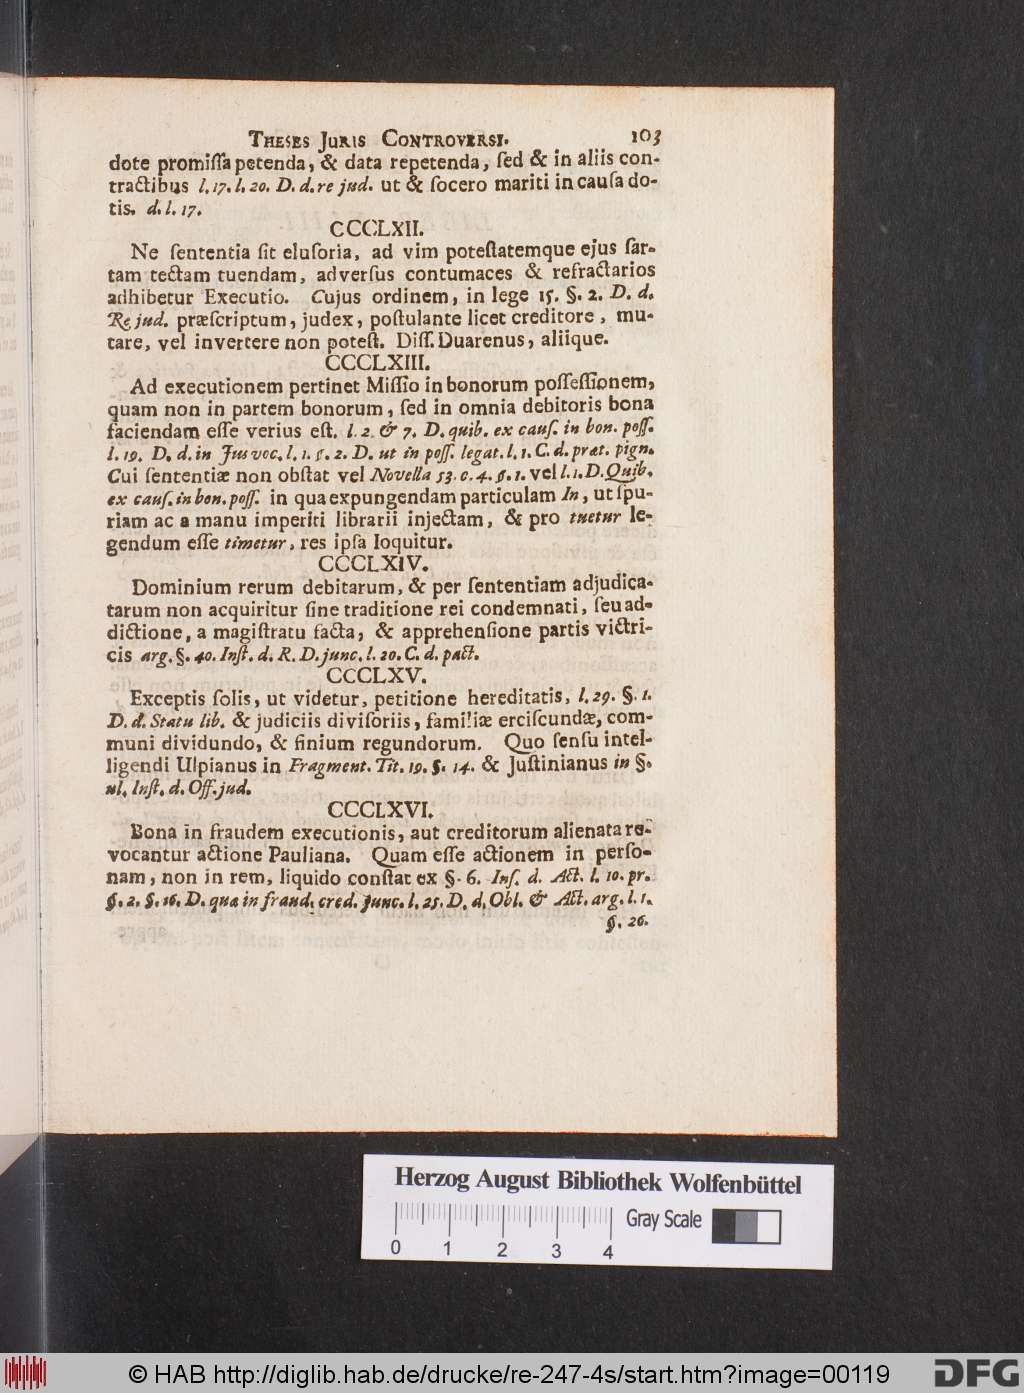 THESES JURIS CONTROVERSI. 103
dote promiſſa petenda, & data repetenda, ſed & in aliis con-
tractibus l. 17. l. 20. D. d. re jud. ut & ſocero mariti in cauſa do-
tis. d. l. 17.
CCCLXII.
Ne ſententia ſit eluſoria, ad vim poteſtatemque ejus ſar-
tam tectam tuendam, adverſus contumaces & refractarios
adhibetur Executio. Cujus ordinem, in lege 15. §. 2. D. d.
Re jud. præſcriptum, judex, poſtulante licet creditore, mu-
tare, vel invertere non poteſt. Diſſ. Duarenus, aliique.
CCCLXIII.
Ad executionem pertinet Miſſio in bonorum poſſeſſionem,
quam non in partem bonorum, ſed in omnia debitoris bona
faciendam eſſe verius eſt. l. 2. & 7. D. quib. ex cauſ. in bon. poſſ.
l. 19. D. d. in Jus voc. l. 1. §. 2. D. ut in poſſ. legat. l. 1. C. d. præt. pign.
Cui ſententiæ non obſtat vel Novella 53. c. 4. §. 1. vel l. 1. D. Quib.
ex cauſ. in bon. poſſ. in qua expungendam particulam In, ut ſpu-
riam ac a manu imperiti librarii injectam, & pro tuetur le-
gendum eſſe timetur, res ipſa loquitur.
CCCLXIV.
Dominium rerum debitarum, & per ſententiam adjudica-
tarum non acquiritur ſine traditione rei condemnati, ſeu ad-
dictione, a magiſtratu facta, & apprehenſione partis victri-
cis arg. §. 40. Inſt. d. R. D. junc. l. 20. C. d. pact.
CCCLXV.
Exceptis ſolis, ut videtur, petitione hereditatis, l. 29. §. 1.
D. d. Statu lib. & judiciis diviſoriis, familiæ erciſcundæ, com-
muni dividundo, & finium regundorum. Quo ſenſu intel-
ligendi Ulpianus in Fragment. Tit. 19. §. 14. & Juſtinianus in §.
ul. Inſt. d. Off. jud.
CCCLXVI.
Bona in fraudem executionis, aut creditorum alienata re-
vocantur actione Pauliana. Quam eſſe actionem in perſo-
nam, non in rem, liquido conſtat ex §. 6. Inſ. d. Act. l. 10. pr.
§. 2. §. 16. D. quæ in fraud. cred. junc. l. 25. D. d. Obl. & Act. arg. l. 1.
§. 26.
Herzog August Bibliothek Wolfenbüttel
Gray Scale
0 1 2 3 4
© HAB http://diglib.hab.de/drucke/re-247-4s/start.htm?image=00119
DFG